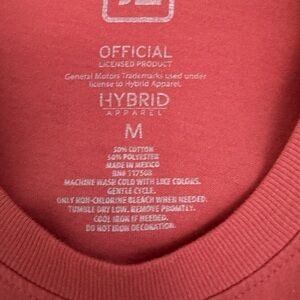 OFFICIAL
LICENSED PRODUCT
General Motors Trademarks used under
license to Hybrid Apparel.
HYBRID
APPAREL
M
50% COTTON
50% POLYESTER
MADE IN MEXICO
RN# 117508
MACHINE WASH COLD WITH LIKE COLORS.
GENTLE CYCLE.
ONLY NON-CHLORINE BLEACH WHEN NEEDED.
TUMBLE DRY LOW. REMOVE PROMTLY.
COOL IRON IF NEEDED.
DO NOT IRON DECORATION.